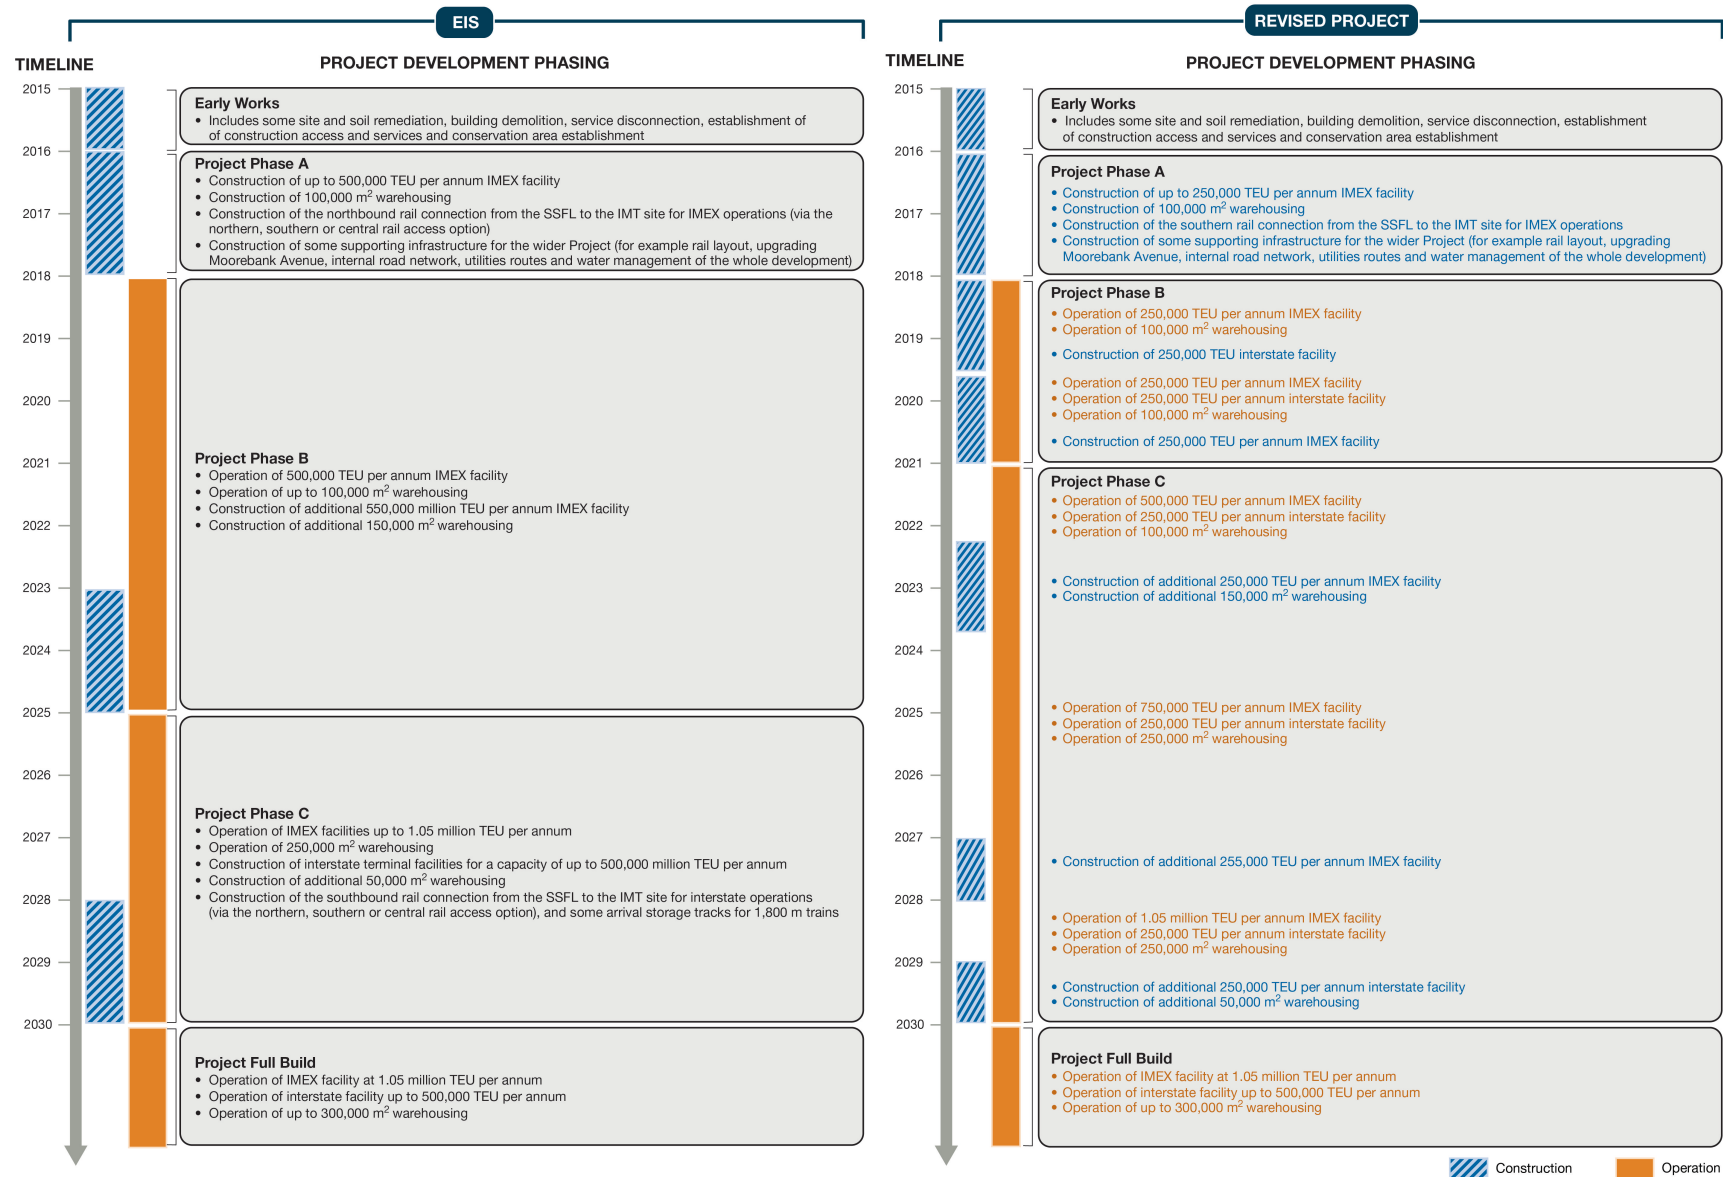 EIS
TIMELINE
PROJECT DEVELOPMENT PHASING
2015
2016
2017
2018
2019
2020
2021
2022
2023
2024
2025
2026
2027
2028
2029
2030
Early Works
• Includes some site and soil remediation, building demolition, service disconnection, establishment of
of construction access and services and conservation area establishment
Project Phase A
• Construction of up to 500,000 TEU per annum IMEX facility
• Construction of 100,000 m² warehousing
• Construction of the northbound rail connection from the SSFL to the IMT site for IMEX operations (via the
northern, southern or central rail access option)
• Construction of some supporting infrastructure for the wider Project (for example rail layout, upgrading
Moorebank Avenue, internal road network, utilities routes and water management of the whole development)
Project Phase B
• Operation of 500,000 TEU per annum IMEX facility
• Operation of up to 100,000 m² warehousing
• Construction of additional 550,000 million TEU per annum IMEX facility
• Construction of additional 150,000 m² warehousing
Project Phase C
• Operation of IMEX facilities up to 1.05 million TEU per annum
• Operation of 250,000 m² warehousing
• Construction of interstate terminal facilities for a capacity of up to 500,000 million TEU per annum
• Construction of additional 50,000 m² warehousing
• Construction of the southbound rail connection from the SSFL to the IMT site for interstate operations
(via the northern, southern or central rail access option), and some arrival storage tracks for 1,800 m trains
Project Full Build
• Operation of IMEX facility at 1.05 million TEU per annum
• Operation of interstate facility up to 500,000 TEU per annum
• Operation of up to 300,000 m² warehousing
REVISED PROJECT
TIMELINE
PROJECT DEVELOPMENT PHASING
2015
2016
2017
2018
2019
2020
2021
2022
2023
2024
2025
2026
2027
2028
2029
2030
Early Works
• Includes some site and soil remediation, building demolition, service disconnection, establishment
of construction access and services and conservation area establishment
Project Phase A
• Construction of up to 250,000 TEU per annum IMEX facility
• Construction of 100,000 m² warehousing
• Construction of the southern rail connection from the SSFL to the IMT site for IMEX operations
• Construction of some supporting infrastructure for the wider Project (for example rail layout, upgrading
Moorebank Avenue, internal road network, utilities routes and water management of the whole development)
Project Phase B
• Operation of 250,000 TEU per annum IMEX facility
• Operation of 100,000 m² warehousing
• Construction of 250,000 TEU interstate facility
• Operation of 250,000 TEU per annum IMEX facility
• Operation of 250,000 TEU per annum interstate facility
• Operation of 100,000 m² warehousing
• Construction of 250,000 TEU per annum IMEX facility
Project Phase C
• Operation of 500,000 TEU per annum IMEX facility
• Operation of 250,000 TEU per annum interstate facility
• Operation of 100,000 m² warehousing
• Construction of additional 250,000 TEU per annum IMEX facility
• Construction of additional 150,000 m² warehousing
• Operation of 750,000 TEU per annum IMEX facility
• Operation of 250,000 TEU per annum interstate facility
• Operation of 250,000 m² warehousing
• Construction of additional 255,000 TEU per annum IMEX facility
• Operation of 1.05 million TEU per annum IMEX facility
• Operation of 250,000 TEU per annum interstate facility
• Operation of 250,000 m² warehousing
• Construction of additional 250,000 TEU per annum interstate facility
• Construction of additional 50,000 m² warehousing
Project Full Build
• Operation of IMEX facility at 1.05 million TEU per annum
• Operation of interstate facility up to 500,000 TEU per annum
• Operation of up to 300,000 m² warehousing
Construction
Operation